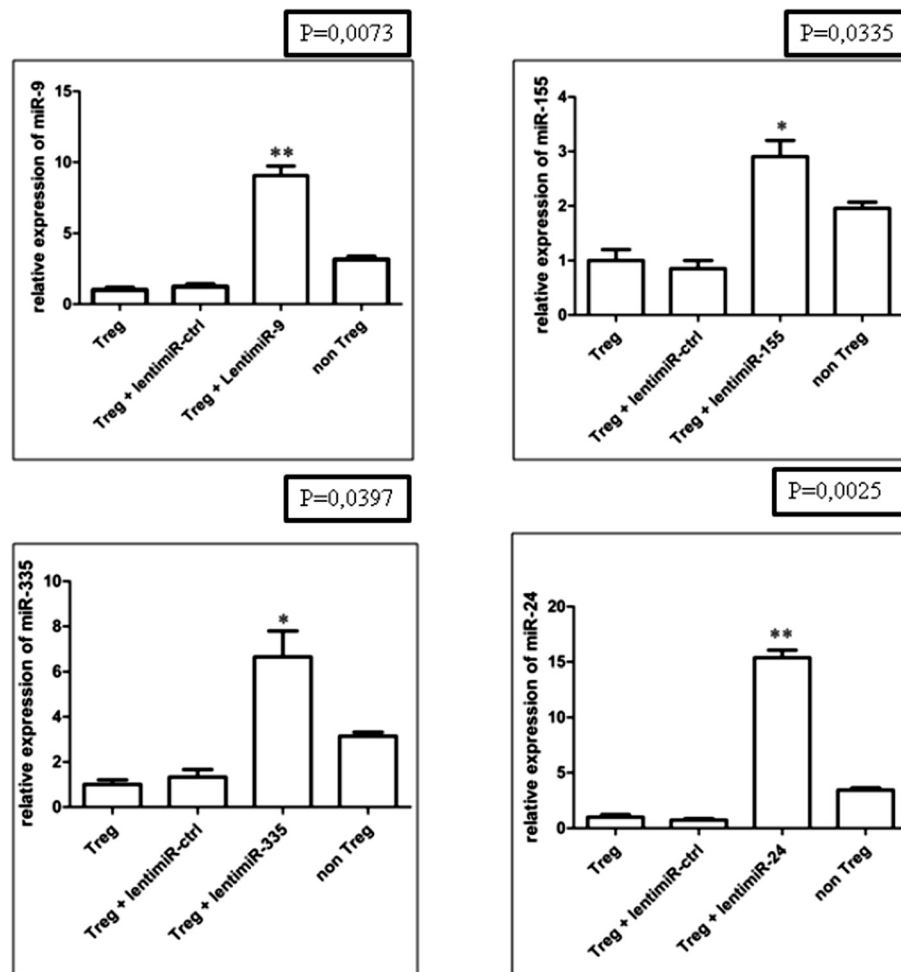 P=0,0073
relative expression of miR-9
15
10
5
0
**
Treg
Treg + lentimiR-ctrl
Treg + LentimiR-9
non Treg
P=0,0335
relative expression of miR-155
4
3
2
1
0
*
Treg
Treg + lentimiR-ctrl
Treg + lentimiR-155
non Treg
P=0,0397
relative expression of miR-335
10
8
6
4
2
0
*
Treg
Treg + lentimiR-ctrl
Treg + lentimiR-335
non Treg
P=0,0025
relative expression of miR-24
20
15
10
5
0
**
Treg
Treg + lentimiR-ctrl
Treg + lentimiR-24
non Treg